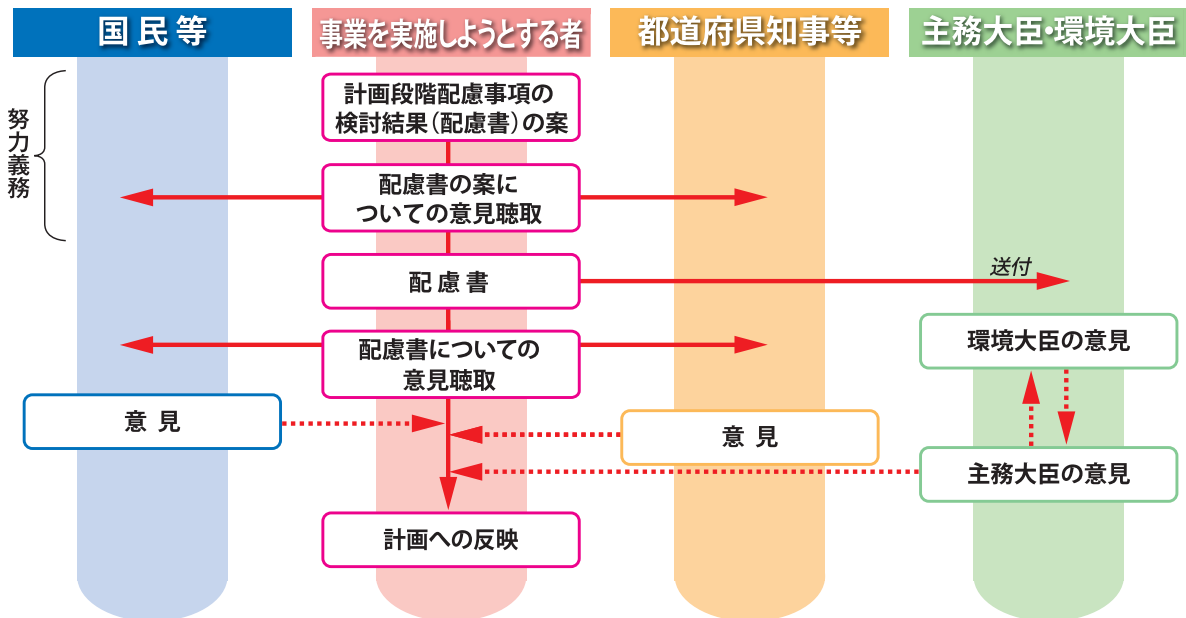 国民等
事業を実施しようとする者
都道府県知事等
主務大臣・環境大臣
努力義務
計画段階配慮事項の
検討結果（配慮書）の案
配慮書の案に
ついての意見聴取
配慮書
送付
配慮書についての
意見聴取
環境大臣の意見
意見
意見
主務大臣の意見
計画への反映